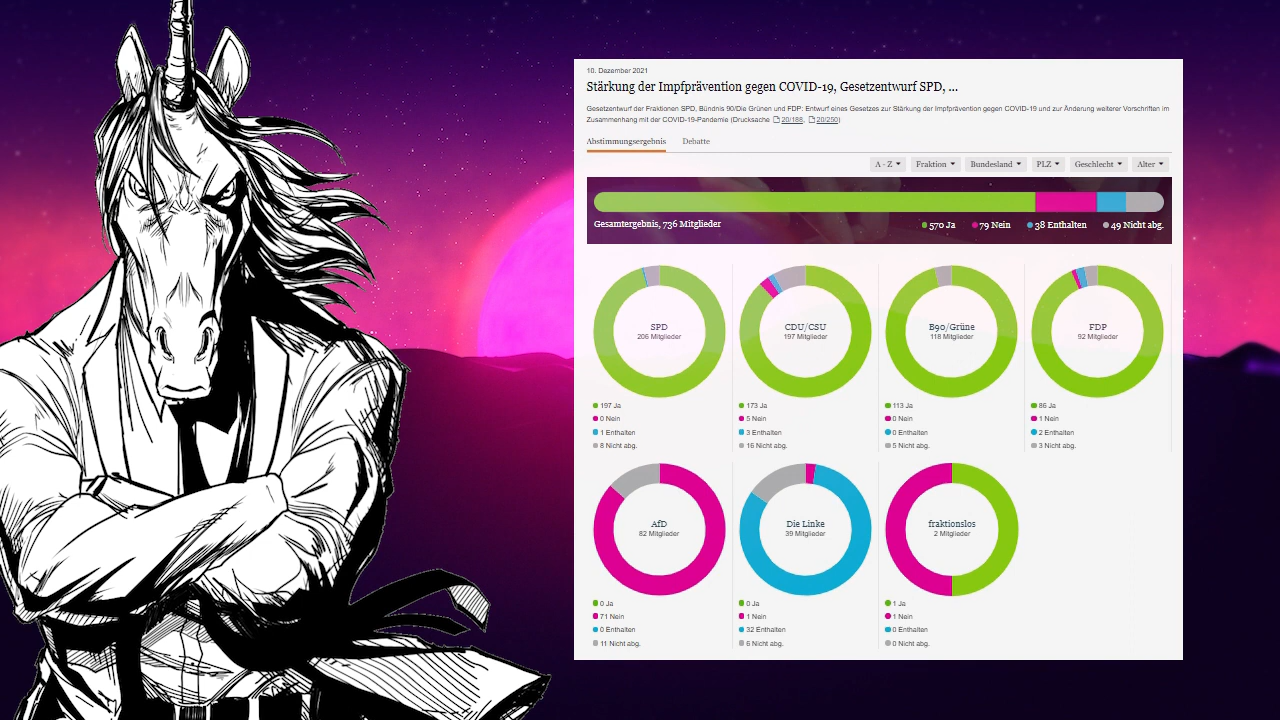 10. Dezember 2021
Stärkung der Impfprävention gegen COVID-19, Gesetzentwurf SPD, ...
Gesetzentwurf der Fraktionen SPD, Bündnis 90/Die Grünen und FDP: Entwurf eines Gesetzes zur Stärkung der Impfprävention gegen COVID-19 und zur Änderung weiterer Vorschriften im
Zusammenhang mit der COVID-19-Pandemie (Drucksache 20/188, 20/250)
Abstimmungsergebnis Debatte
A - Z Fraktion Bundesland PLZ Geschlecht Alter
Gesamtergebnis, 736 Mitglieder 570 Ja 79 Nein 38 Enthalten 49 Nicht abg.
SPD
206 Mitglieder
197 Ja
0 Nein
1 Enthalten
8 Nicht abg.
CDU/CSU
197 Mitglieder
173 Ja
5 Nein
3 Enthalten
16 Nicht abg.
B90/Grüne
118 Mitglieder
113 Ja
0 Nein
0 Enthalten
5 Nicht abg.
FDP
92 Mitglieder
86 Ja
1 Nein
2 Enthalten
3 Nicht abg.
AfD
82 Mitglieder
0 Ja
71 Nein
0 Enthalten
11 Nicht abg.
Die Linke
39 Mitglieder
0 Ja
1 Nein
32 Enthalten
6 Nicht abg.
fraktionslos
2 Mitglieder
1 Ja
1 Nein
0 Enthalten
0 Nicht abg.